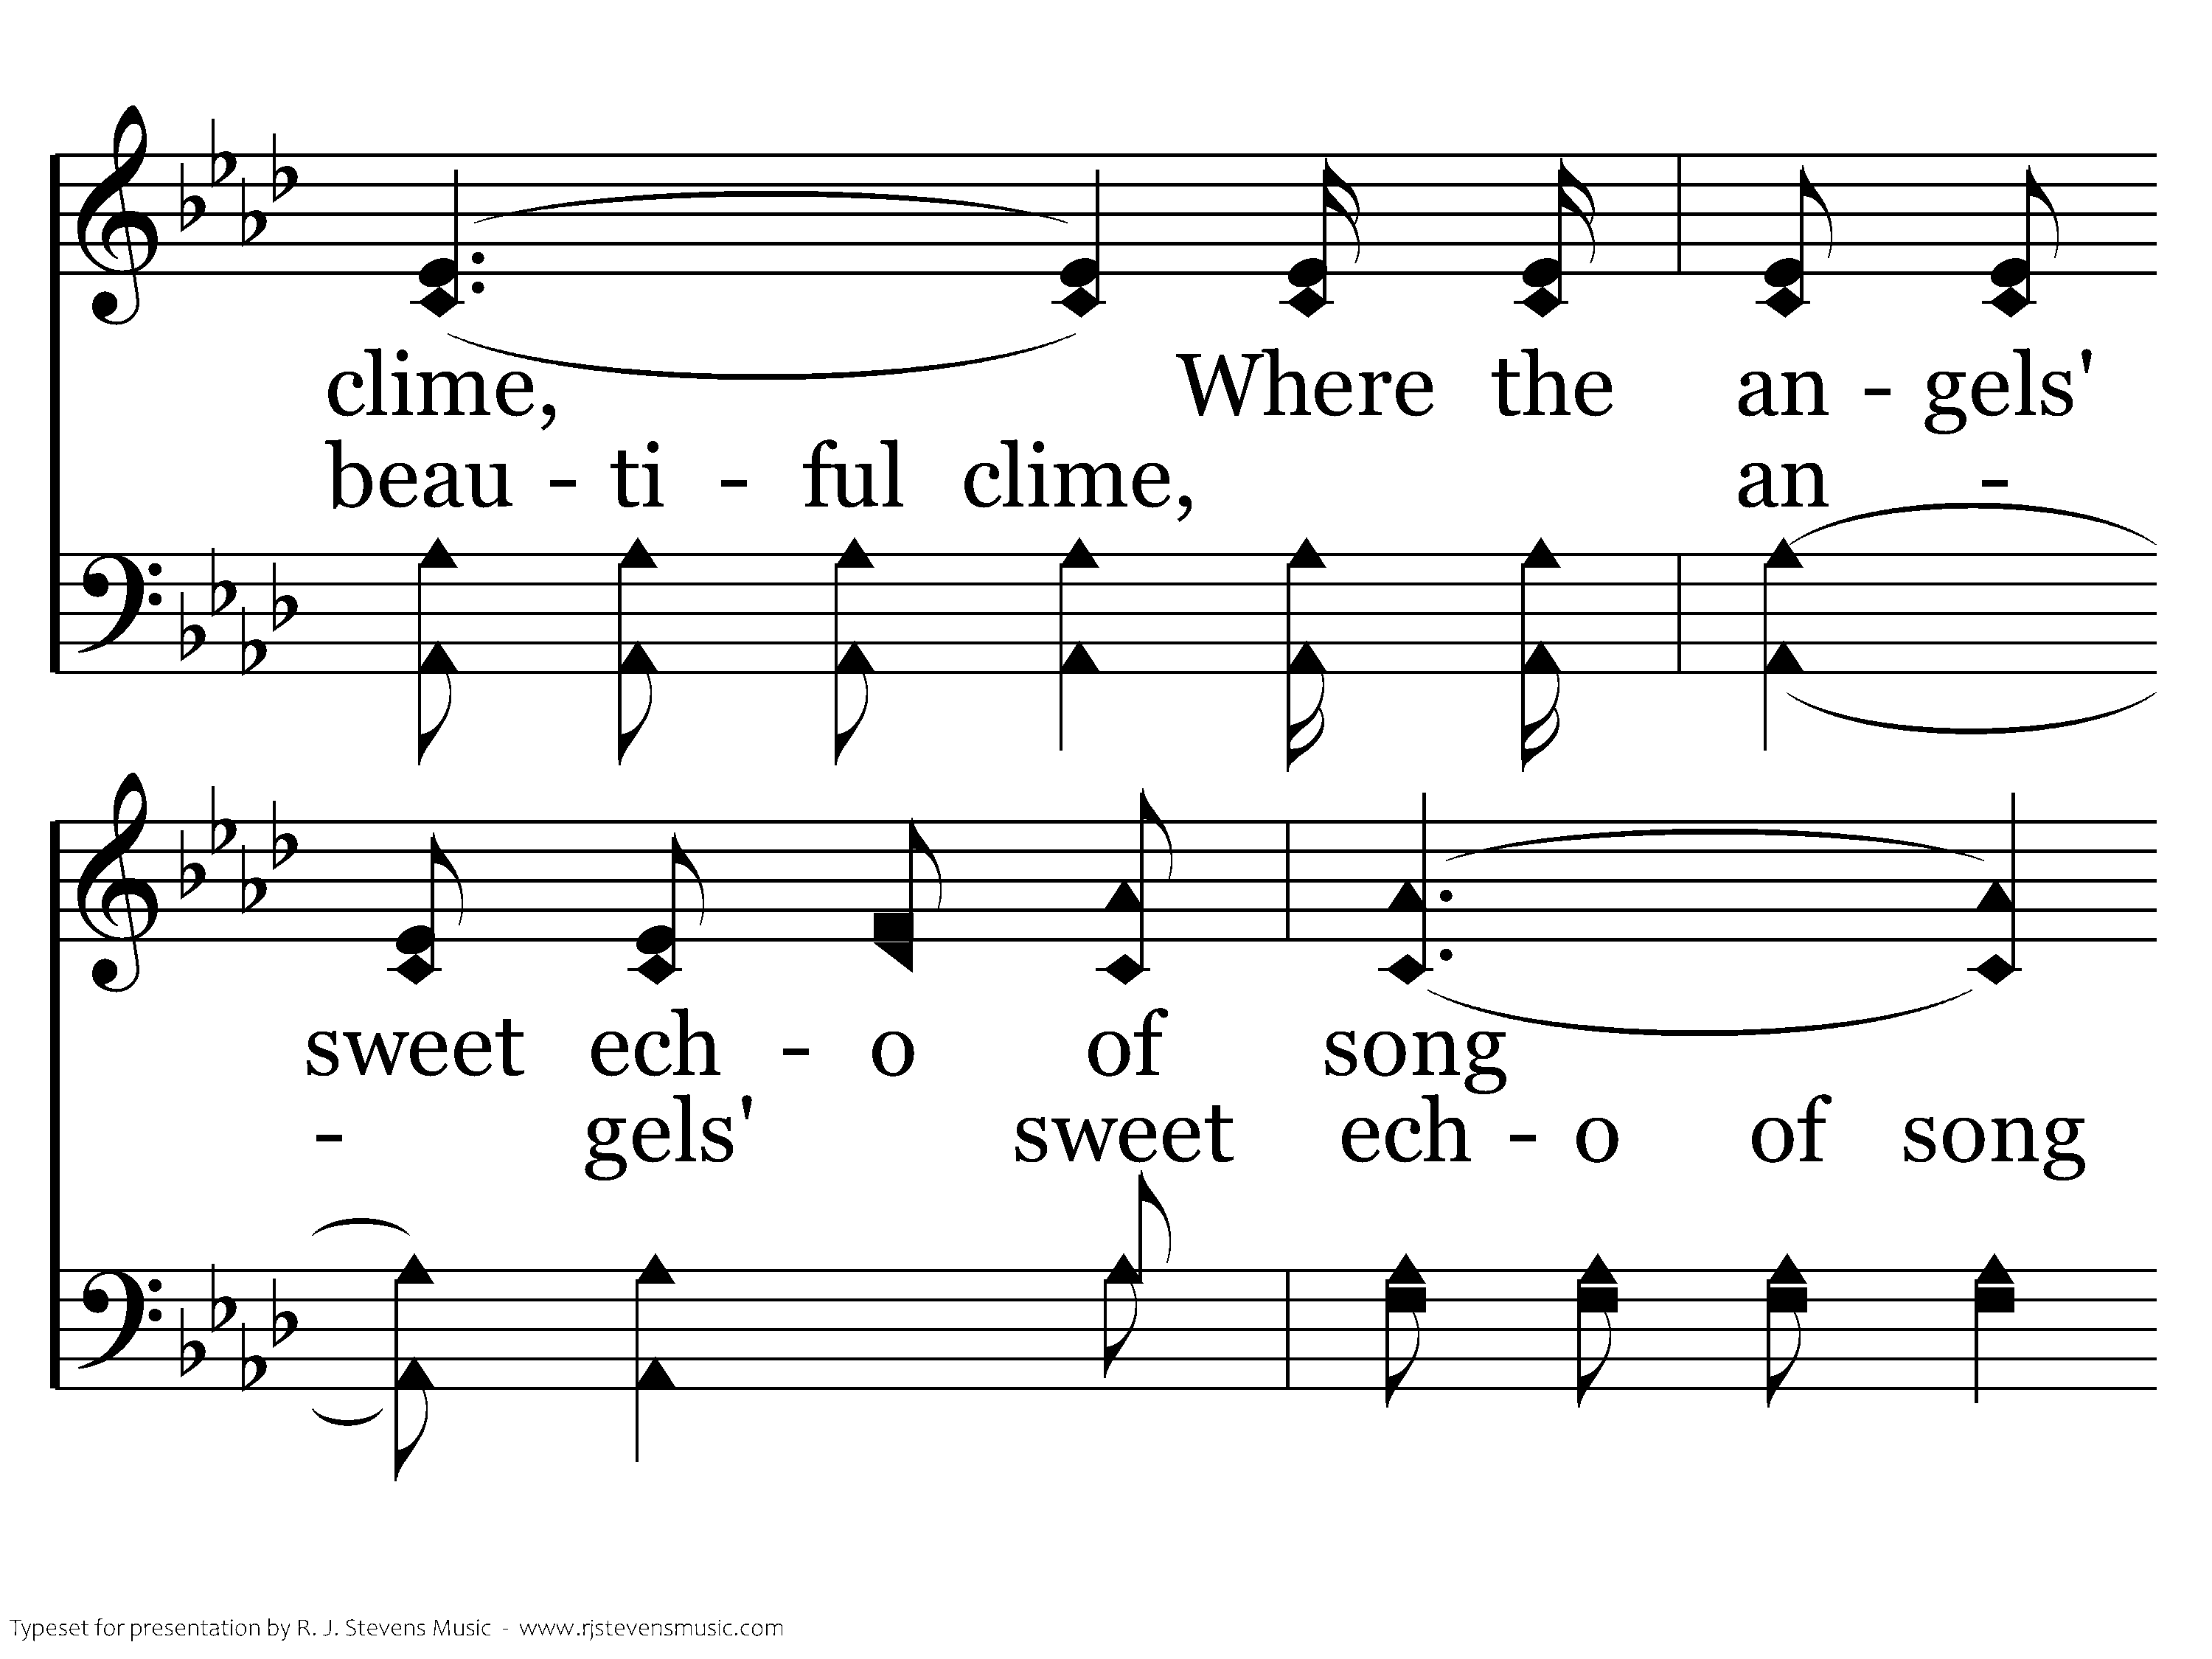 clime, Where the an - gels'
beau - ti - ful clime, an -
sweet ech - o of song
- gels' sweet ech - o of song
Typeset for presentation by R. J. Stevens Music - www.rjstevensmusic.com